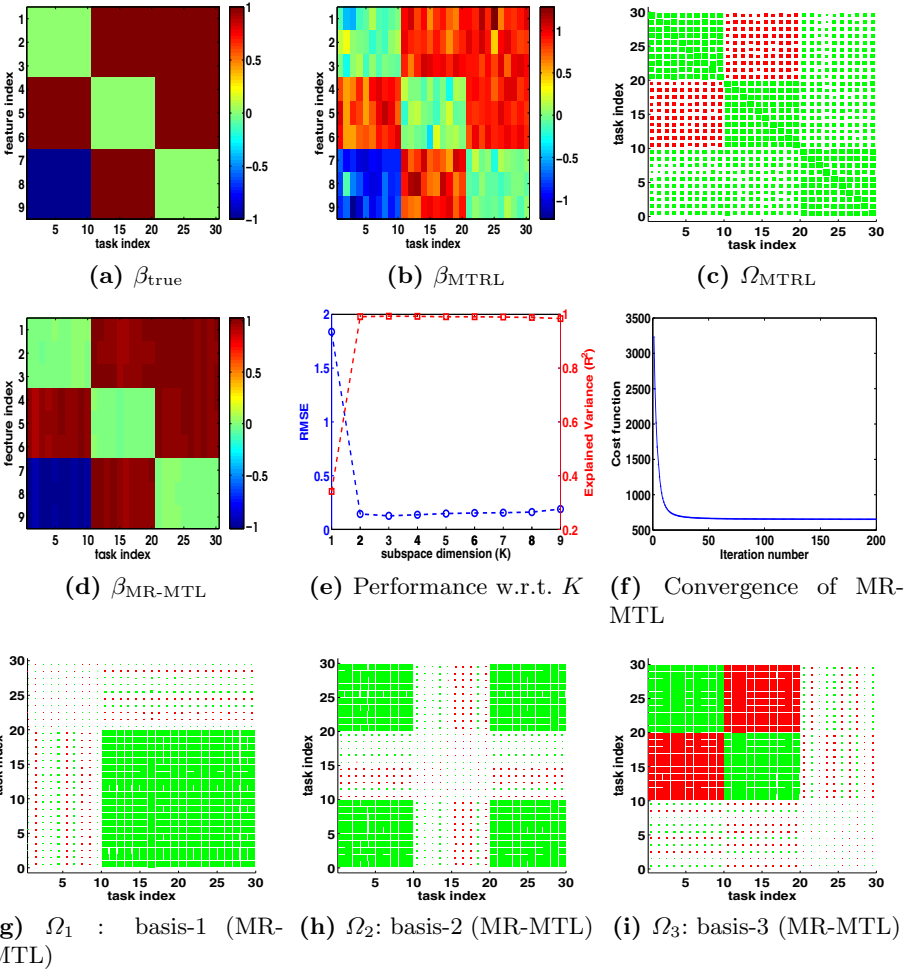 feature index
1
2
3
4
5
6
7
8
9
5 10 15 20 25 30
task index
1
0.5
0
−0.5
−1
(a) βtrue
feature index
1
2
3
4
5
6
7
8
9
5 10 15 20 25 30
task index
1
0.5
0
−0.5
−1
(b) βMTRL
task index
30
25
20
15
10
5
0
5 10 15 20 25 30
task index
(c) ΩMTRL
feature index
1
2
3
4
5
6
7
8
9
5 10 15 20 25 30
task index
1
0.5
0
−0.5
−1
(d) βMR-MTL
RMSE
2
1.5
1
0.5
0
1 2 3 4 5 6 7 8 9
subspace dimension (K)
1
0.8
0.6
0.4
0.2
Explained Variance (R²)
(e) Performance w.r.t. K
Cost function
3500
3000
2500
2000
1500
1000
500
0 50 100 150 200
Iteration number
(f) Convergence of MR-
MTL
task index
30
25
20
15
10
5
0
5 10 15 20 25 30
task index
g) Ω1 : basis-1 (MR-
MTL)
task index
30
25
20
15
10
5
0
5 10 15 20 25 30
task index
(h) Ω2: basis-2 (MR-MTL)
task index
30
25
20
15
10
5
0
5 10 15 20 25 30
task index
(i) Ω3: basis-3 (MR-MTL)